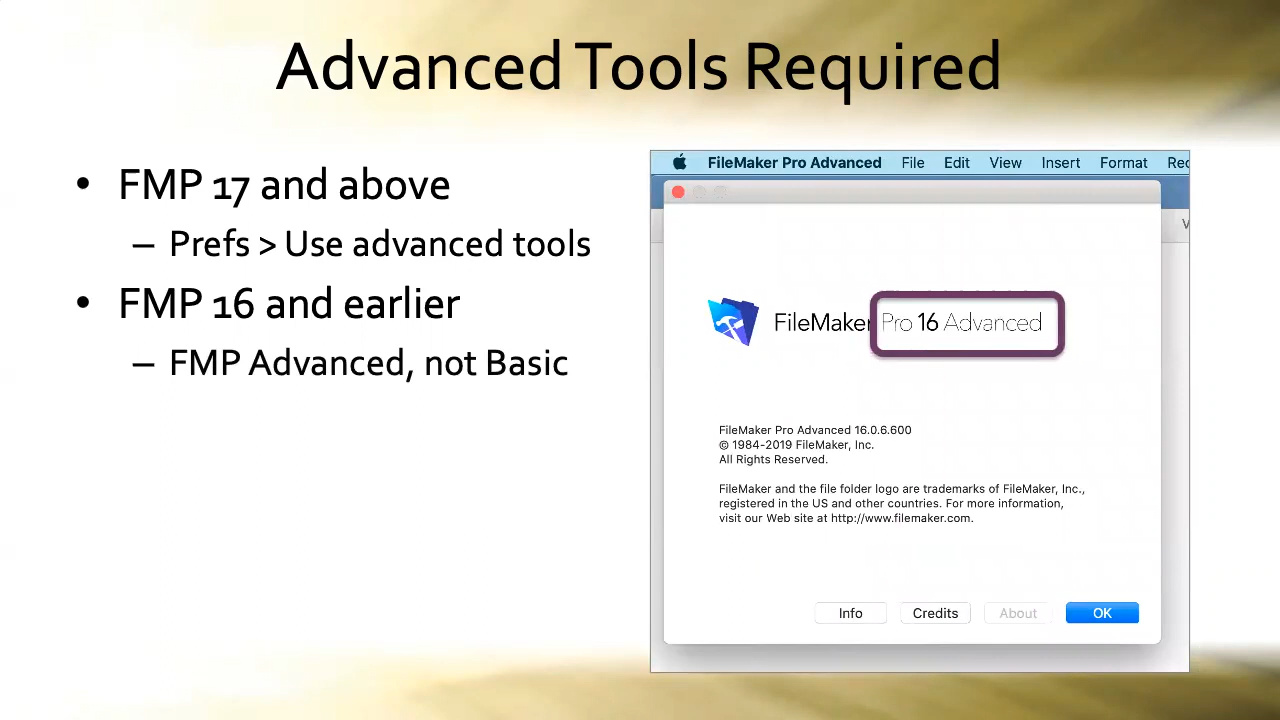 Advanced Tools Required
• FMP 17 and above
– Prefs > Use advanced tools
• FMP 16 and earlier
– FMP Advanced, not Basic
FileMaker Pro Advanced File Edit View Insert Format Rec
FileMaker Pro 16 Advanced
FileMaker Pro Advanced 16.0.6.600
© 1984-2019 FileMaker, Inc.
All Rights Reserved.
FileMaker and the file folder logo are trademarks of FileMaker, Inc.,
registered in the US and other countries. For more information,
visit our Web site at http://www.filemaker.com.
Info Credits About OK